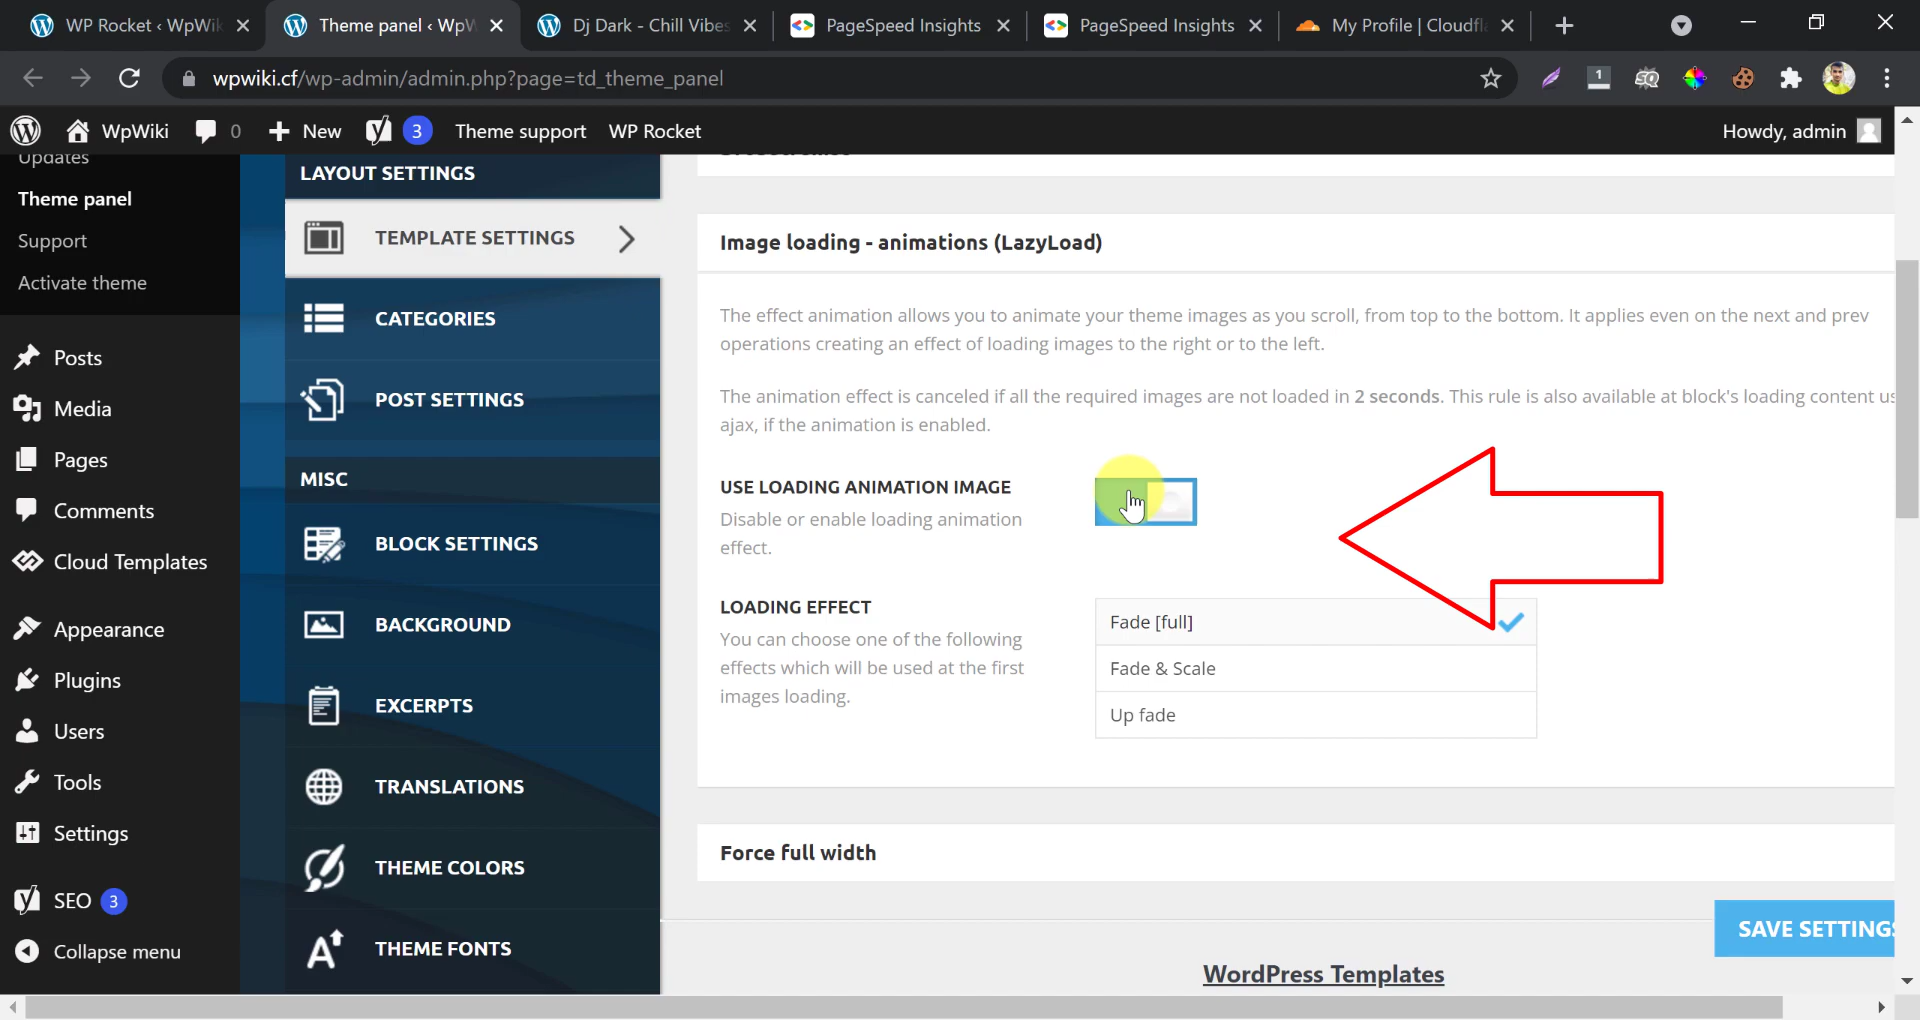 WP Rocket ‹ WpWik
Theme panel ‹ WpW
Dj Dark - Chill Vibes
PageSpeed Insights
PageSpeed Insights
My Profile | Cloudfl
wpwiki.cf/wp-admin/admin.php?page=td_theme_panel
1
WpWiki
0
New
3
Theme support
WP Rocket
Howdy, admin
Updates
Theme panel
Support
Activate theme
Posts
Media
Pages
Comments
Cloud Templates
Appearance
Plugins
Users
Tools
Settings
SEO 3
Collapse menu
LAYOUT SETTINGS
TEMPLATE SETTINGS
CATEGORIES
POST SETTINGS
MISC
BLOCK SETTINGS
BACKGROUND
EXCERPTS
TRANSLATIONS
THEME COLORS
THEME FONTS
Image loading - animations (LazyLoad)
The effect animation allows you to animate your theme images as you scroll, from top to the bottom. It applies even on the next and prev
operations creating an effect of loading images to the right or to the left.
The animation effect is canceled if all the required images are not loaded in 2 seconds. This rule is also available at block's loading content us
ajax, if the animation is enabled.
USE LOADING ANIMATION IMAGE
Disable or enable loading animation
effect.
LOADING EFFECT
You can choose one of the following
effects which will be used at the first
images loading.
Fade [full]
Fade & Scale
Up fade
Force full width
SAVE SETTINGS
WordPress Templates